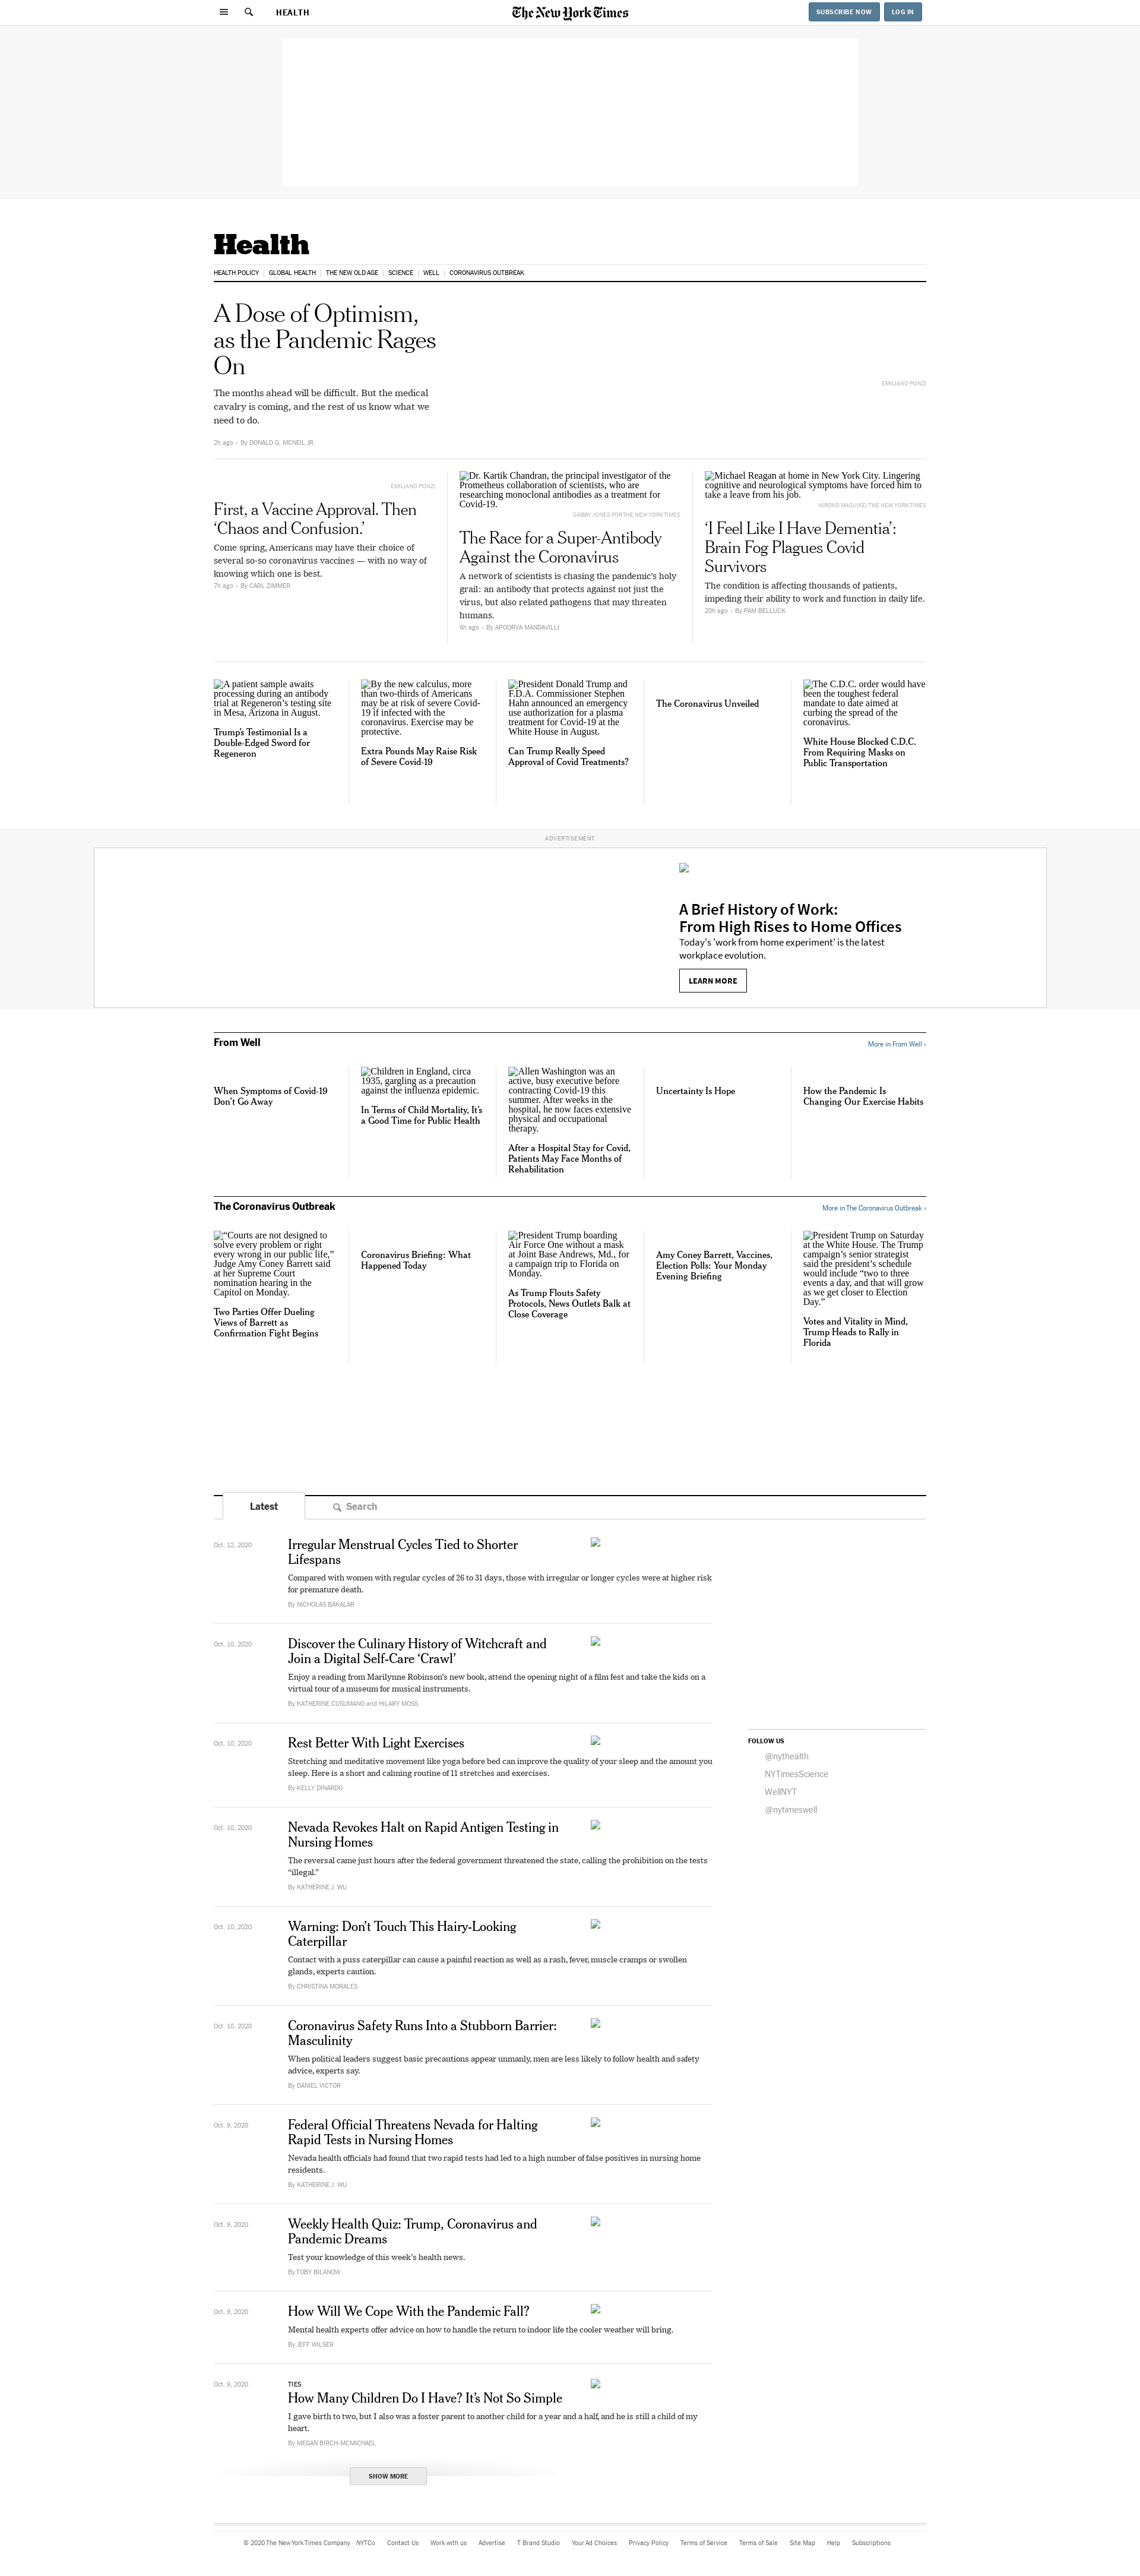 HEALTH
The New York Times
SUBSCRIBE NOW
LOG IN
Health
HEALTH POLICY
GLOBAL HEALTH
THE NEW OLD AGE
SCIENCE
WELL
CORONAVIRUS OUTBREAK
A Dose of Optimism,
as the Pandemic Rages
On
EMILIANO PONZI
The months ahead will be difficult. But the medical
cavalry is coming, and the rest of us know what we
need to do.
2h ago • By DONALD G. MCNEIL JR.
EMILIANO PONZI
First, a Vaccine Approval. Then
‘Chaos and Confusion.’
Come spring, Americans may have their choice of
several so-so coronavirus vaccines — with no way of
knowing which one is best.
7h ago • By CARL ZIMMER
Dr. Kartik Chandran, the principal investigator of the
Prometheus collaboration of scientists, who are
researching monoclonal antibodies as a treatment for
Covid-19.
GABBY JONES FOR THE NEW YORK TIMES
The Race for a Super-Antibody
Against the Coronavirus
A network of scientists is chasing the pandemic’s holy
grail: an antibody that protects against not just the
virus, but also related pathogens that may threaten
humans.
6h ago • By APOORVA MANDAVILLI
Michael Reagan at home in New York City. Lingering
cognitive and neurological symptoms have forced him to
take a leave from his job.
HIROKO MASUIKE/THE NEW YORK TIMES
‘I Feel Like I Have Dementia’:
Brain Fog Plagues Covid
Survivors
The condition is affecting thousands of patients,
impeding their ability to work and function in daily life.
20h ago • By PAM BELLUCK
A patient sample awaits
processing during an antibody
trial at Regeneron’s testing site
in Mesa, Arizona in August.
Trump’s Testimonial Is a
Double-Edged Sword for
Regeneron
By the new calculus, more
than two-thirds of Americans
may be at risk of severe Covid-
19 if infected with the
coronavirus. Exercise may be
protective.
Extra Pounds May Raise Risk
of Severe Covid-19
President Donald Trump and
F.D.A. Commissioner Stephen
Hahn announced an emergency
use authorization for a plasma
treatment for Covid-19 at the
White House in August.
Can Trump Really Speed
Approval of Covid Treatments?
The Coronavirus Unveiled
The C.D.C. order would have
been the toughest federal
mandate to date aimed at
curbing the spread of the
coronavirus.
White House Blocked C.D.C.
From Requiring Masks on
Public Transportation
ADVERTISEMENT
A Brief History of Work:
From High Rises to Home Offices
Today's 'work from home experiment' is the latest
workplace evolution.
LEARN MORE
From Well
More in From Well ›
When Symptoms of Covid-19
Don’t Go Away
Children in England, circa
1935, gargling as a precaution
against the influenza epidemic.
In Terms of Child Mortality, It’s
a Good Time for Public Health
Allen Washington was an
active, busy executive before
contracting Covid-19 this
summer. After weeks in the
hospital, he now faces extensive
physical and occupational
therapy.
After a Hospital Stay for Covid,
Patients May Face Months of
Rehabilitation
Uncertainty Is Hope
How the Pandemic Is
Changing Our Exercise Habits
The Coronavirus Outbreak
More in The Coronavirus Outbreak ›
“Courts are not designed to
solve every problem or right
every wrong in our public life,”
Judge Amy Coney Barrett said
at her Supreme Court
nomination hearing in the
Capitol on Monday.
Two Parties Offer Dueling
Views of Barrett as
Confirmation Fight Begins
Coronavirus Briefing: What
Happened Today
President Trump boarding
Air Force One without a mask
at Joint Base Andrews, Md., for
a campaign trip to Florida on
Monday.
As Trump Flouts Safety
Protocols, News Outlets Balk at
Close Coverage
Amy Coney Barrett, Vaccines,
Election Polls: Your Monday
Evening Briefing
President Trump on Saturday
at the White House. The Trump
campaign’s senior strategist
said the president’s schedule
would include “two to three
events a day, and that will grow
as we get closer to Election
Day.”
Votes and Vitality in Mind,
Trump Heads to Rally in
Florida
Latest
Search
Oct. 12, 2020
Irregular Menstrual Cycles Tied to Shorter
Lifespans
Compared with women with regular cycles of 26 to 31 days, those with irregular or longer cycles were at higher risk
for premature death.
By NICHOLAS BAKALAR
Oct. 10, 2020
Discover the Culinary History of Witchcraft and
Join a Digital Self-Care ‘Crawl’
Enjoy a reading from Marilynne Robinson’s new book, attend the opening night of a film fest and take the kids on a
virtual tour of a museum for musical instruments.
By KATHERINE CUSUMANO and HILARY MOSS
Oct. 10, 2020
Rest Better With Light Exercises
Stretching and meditative movement like yoga before bed can improve the quality of your sleep and the amount you
sleep. Here is a short and calming routine of 11 stretches and exercises.
By KELLY DINARDO
Oct. 10, 2020
Nevada Revokes Halt on Rapid Antigen Testing in
Nursing Homes
The reversal came just hours after the federal government threatened the state, calling the prohibition on the tests
“illegal.”
By KATHERINE J. WU
Oct. 10, 2020
Warning: Don’t Touch This Hairy-Looking
Caterpillar
Contact with a puss caterpillar can cause a painful reaction as well as a rash, fever, muscle cramps or swollen
glands, experts caution.
By CHRISTINA MORALES
Oct. 10, 2020
Coronavirus Safety Runs Into a Stubborn Barrier:
Masculinity
When political leaders suggest basic precautions appear unmanly, men are less likely to follow health and safety
advice, experts say.
By DANIEL VICTOR
Oct. 9, 2020
Federal Official Threatens Nevada for Halting
Rapid Tests in Nursing Homes
Nevada health officials had found that two rapid tests had led to a high number of false positives in nursing home
residents.
By KATHERINE J. WU
Oct. 9, 2020
Weekly Health Quiz: Trump, Coronavirus and
Pandemic Dreams
Test your knowledge of this week’s health news.
By TOBY BILANOW
Oct. 9, 2020
How Will We Cope With the Pandemic Fall?
Mental health experts offer advice on how to handle the return to indoor life the cooler weather will bring.
By JEFF WILSER
Oct. 9, 2020
TIES
How Many Children Do I Have? It’s Not So Simple
I gave birth to two, but I also was a foster parent to another child for a year and a half, and he is still a child of my
heart.
By MEGAN BIRCH-MCMICHAEL
SHOW MORE
FOLLOW US
@nythealth
NYTimesScience
WellNYT
@nytimeswell
© 2020 The New York Times Company
NYTCo
Contact Us
Work with us
Advertise
T Brand Studio
Your Ad Choices
Privacy Policy
Terms of Service
Terms of Sale
Site Map
Help
Subscriptions